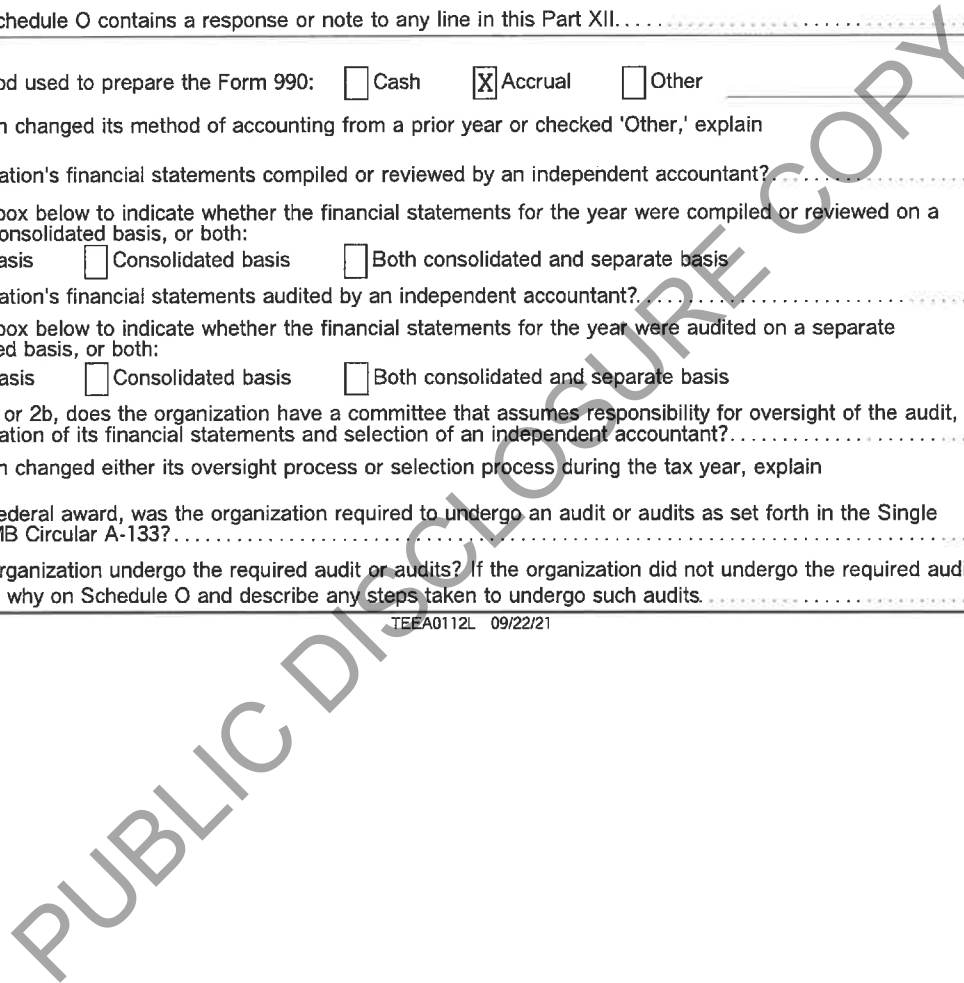 chedule O contains a response or note to any line in this Part XII
od used to prepare the Form 990: Cash X Accrual Other
n changed its method of accounting from a prior year or checked 'Other,' explain
ation's financial statements compiled or reviewed by an independent accountant?
box below to indicate whether the financial statements for the year were compiled or reviewed on a
onsolidated basis, or both:
asis Consolidated basis Both consolidated and separate basis
ation's financial statements audited by an independent accountant?
box below to indicate whether the financial statements for the year were audited on a separate
ed basis, or both:
asis Consolidated basis Both consolidated and separate basis
or 2b, does the organization have a committee that assumes responsibility for oversight of the audit,
ation of its financial statements and selection of an independent accountant?
n changed either its oversight process or selection process during the tax year, explain
ederal award, was the organization required to undergo an audit or audits as set forth in the Single
MB Circular A-133?
rganization undergo the required audit or audits? If the organization did not undergo the required audi
why on Schedule O and describe any steps taken to undergo such audits.
TEEA0112L 09/22/21
PUBLIC DISCLOSURE COPY